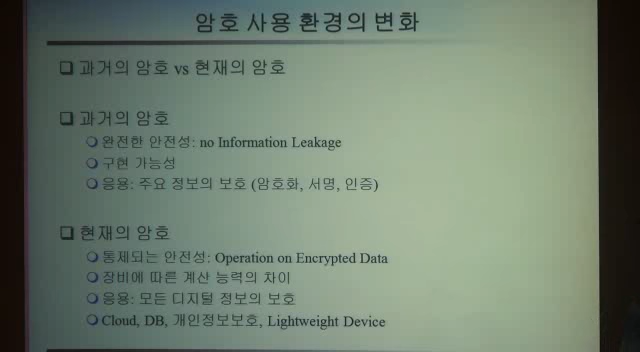 암호 사용 환경의 변화
❑ 과거의 암호 vs 현재의 암호
❑ 과거의 암호
❍ 완전한 안전성: no Information Leakage
❍ 구현 가능성
❍ 응용: 주요 정보의 보호 (암호화, 서명, 인증)
❑ 현재의 암호
❍ 통제되는 안전성: Operation on Encrypted Data
❍ 장비에 따른 계산 능력의 차이
❍ 응용: 모든 디지털 정보의 보호
❍ Cloud, DB, 개인정보보호, Lightweight Device